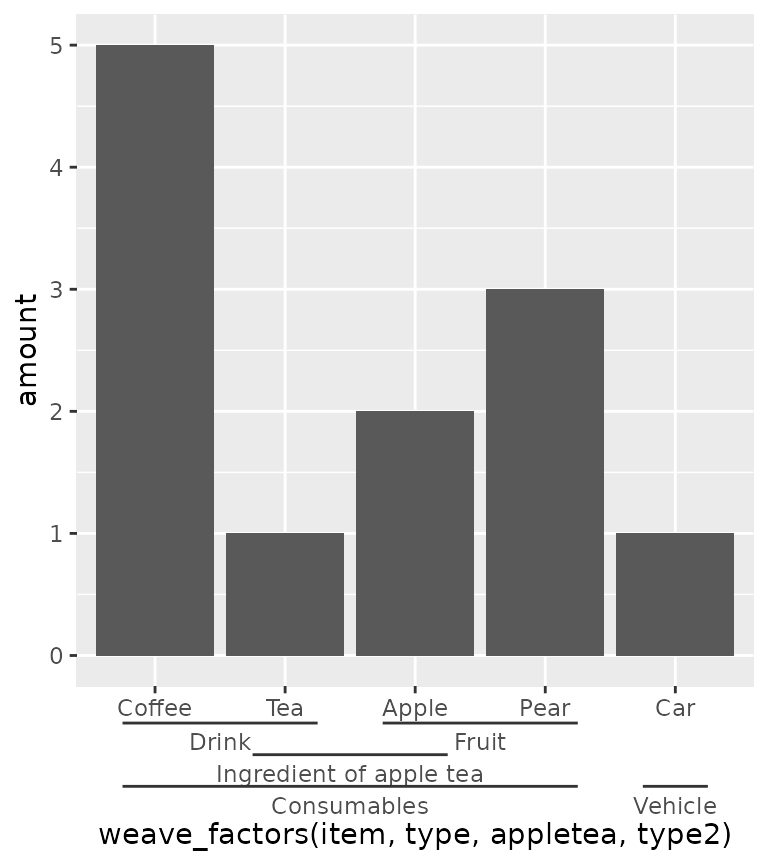 5
4
3
2
1
0
amount
Coffee Tea Apple Pear Car
Drink Fruit
Ingredient of apple tea
Consumables Vehicle
weave_factors(item, type, appletea, type2)